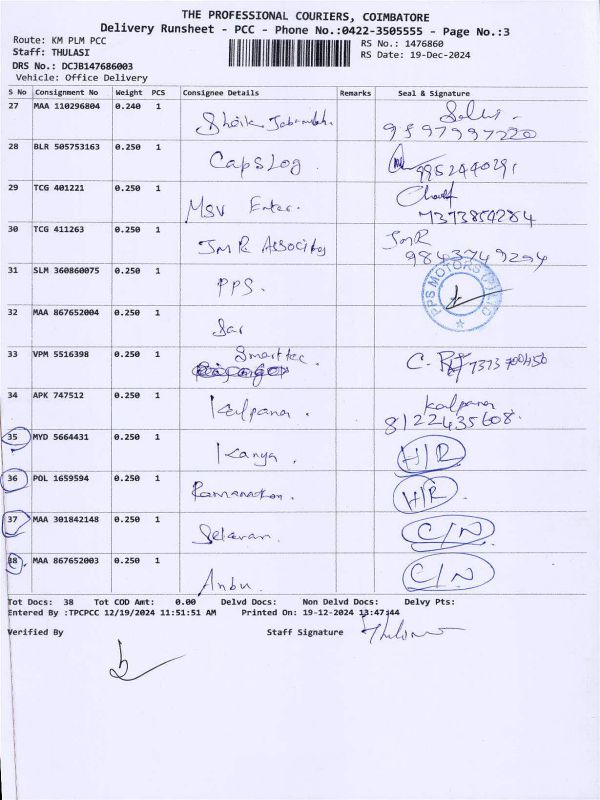 THE PROFESSIONAL COURIERS, COIMBATORE
Delivery Runsheet - PCC - Phone No.:0422-3505555 - Page No.:3
Route: KM PLM PCC
RS No.: 1476860
Staff: THULASI
RS Date: 19-Dec-2024
DRS No.: DCJB147686003
Vehicle: Office Delivery
S No Consignment No Weight PCS Consignee Details Remarks Seal & Signature
27 MAA 110296804 0.240 1 Sheik
9597997220
28 BLR 505753163 0.250 1 CapsLog
9952440291
29 TCG 401221 0.250 1 MSV Enter.
7373854284
30 TCG 411263 0.250 1 JMR JMR
9843749294
31 SLM 360860075 0.250 1 PPS. PPS MOTORS
32 MAA 867652004 0.250 1 Sai
33 VPM 5516398 0.250 1 Smart tec. C. 7373700450
34 APK 747512 0.250 1 Kalpana. Kalpana
8122435608.
35 MYD 5664431 0.250 1 Kanya. H/R
36 POL 1659594 0.250 1 Ramanathan. H/R
37 MAA 301842148 0.250 1 C/N
38 MAA 867652003 0.250 1 Anbu. C/N
Tot Docs: 38 Tot COD Amt: 0.00 Delvd Docs: Non Delvd Docs: Delvy Pts:
Entered By :TPCPCC 12/19/2024 11:51:51 AM Printed On: 19-12-2024 13:47:44
Verified By Staff Signature